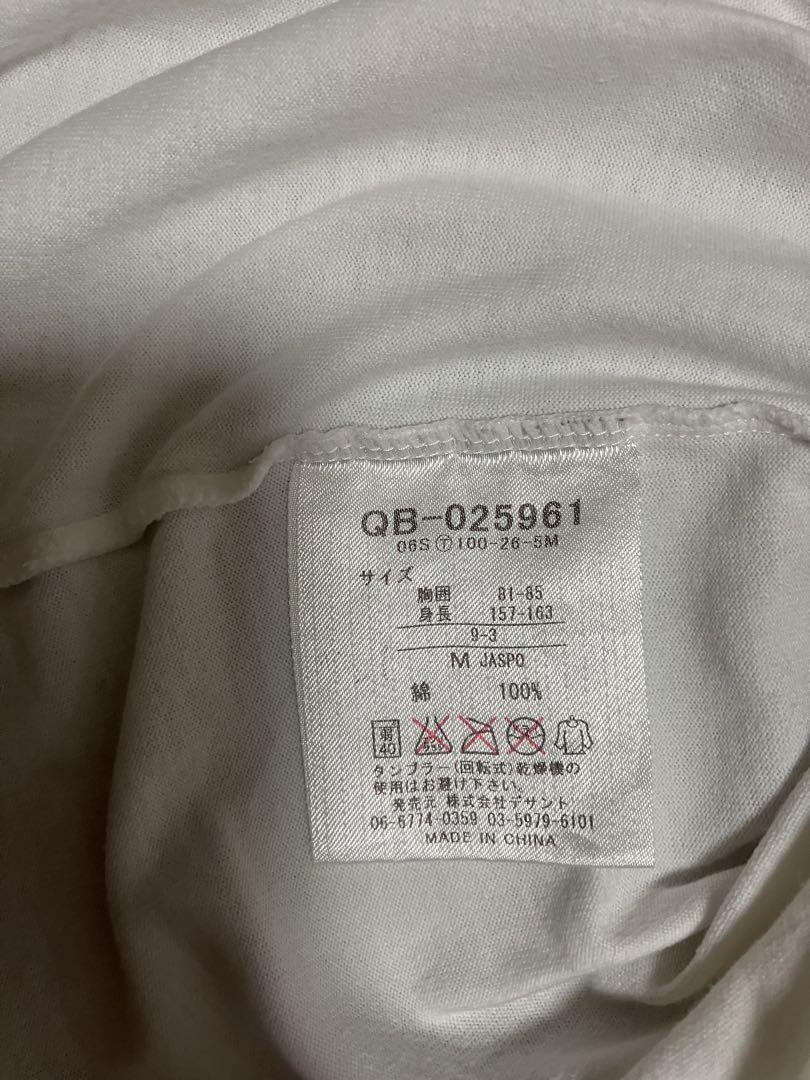 QB-025961
06S Ⓣ 100-26-5M
サイズ
胸囲 81-85
身長 157-163
9-3
M JASPO
綿 100%
弱 40
タンブラー(回転式)乾燥機の
使用はお避け下さい。
発売元 株式会社デサント
06-6774-0359 03-5979-6101
MADE IN CHINA